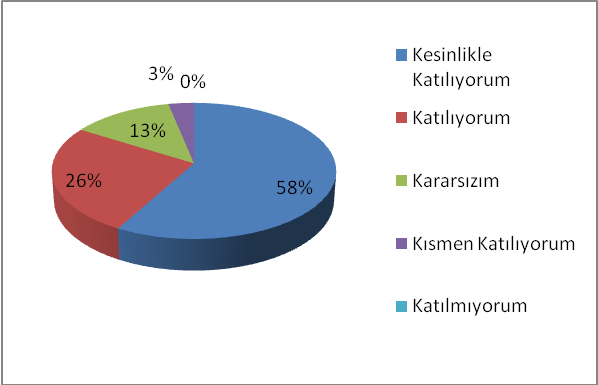 3%
0%
13%
26%
58%
Kesinlikle
Katılıyorum
Katılıyorum
Kararsızım
Kısmen Katılıyorum
Katılmıyorum